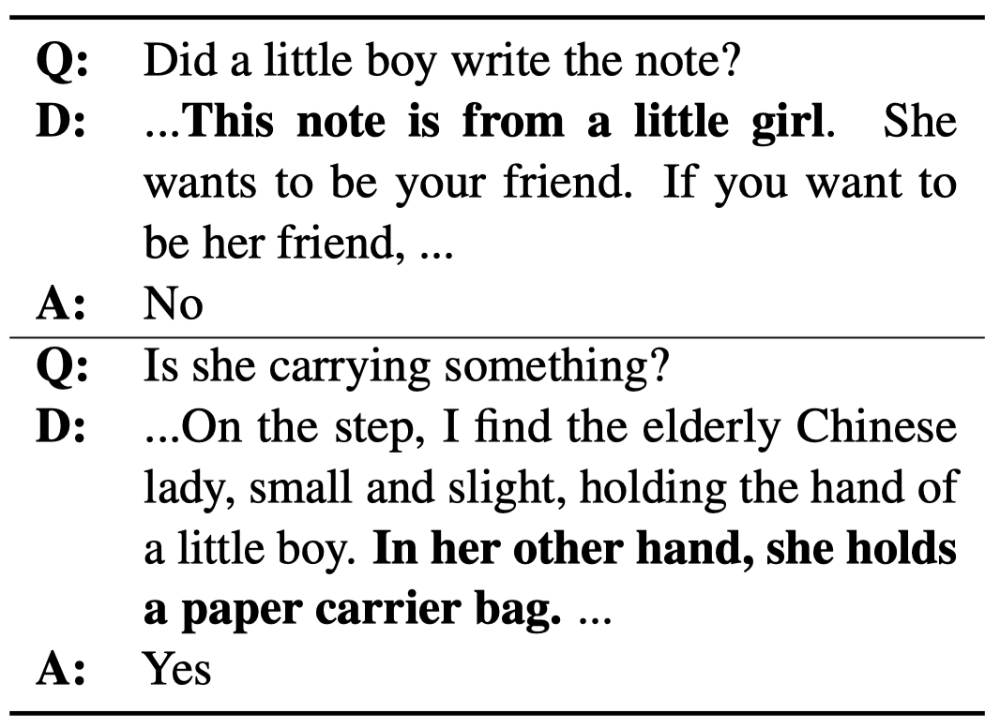 Q: Did a little boy write the note?
D: ...This note is from a little girl. She
wants to be your friend. If you want to
be her friend, ...
A: No
Q: Is she carrying something?
D: ...On the step, I find the elderly Chinese
lady, small and slight, holding the hand of
a little boy. In her other hand, she holds
a paper carrier bag. ...
A: Yes